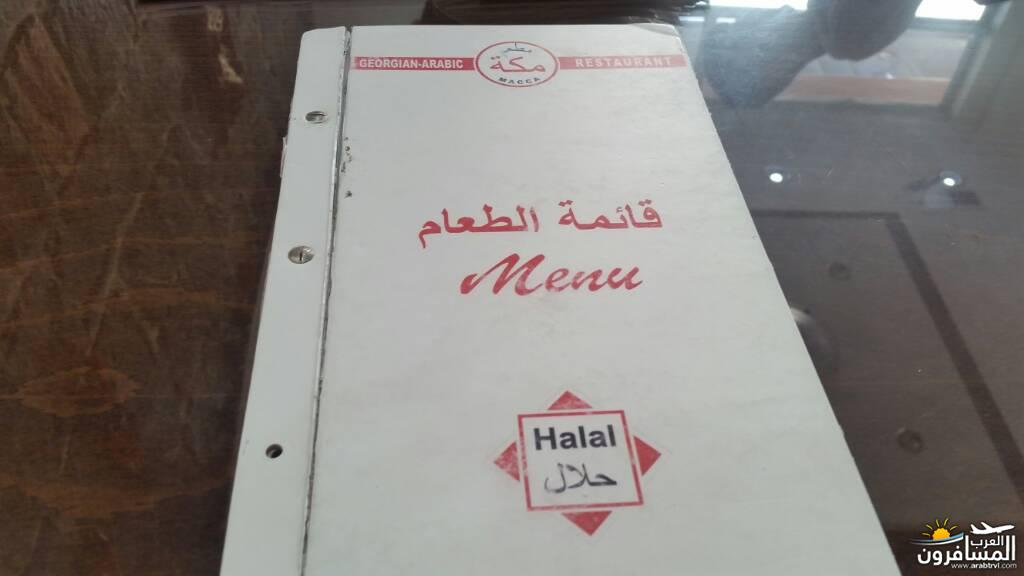 مطعم
GEORGIAN-ARABIC مكة RESTAURANT
MACCA
قائمة الطعام
Menu
Halal
حلال
العرب
المسافرون
www.arabtrvl.com